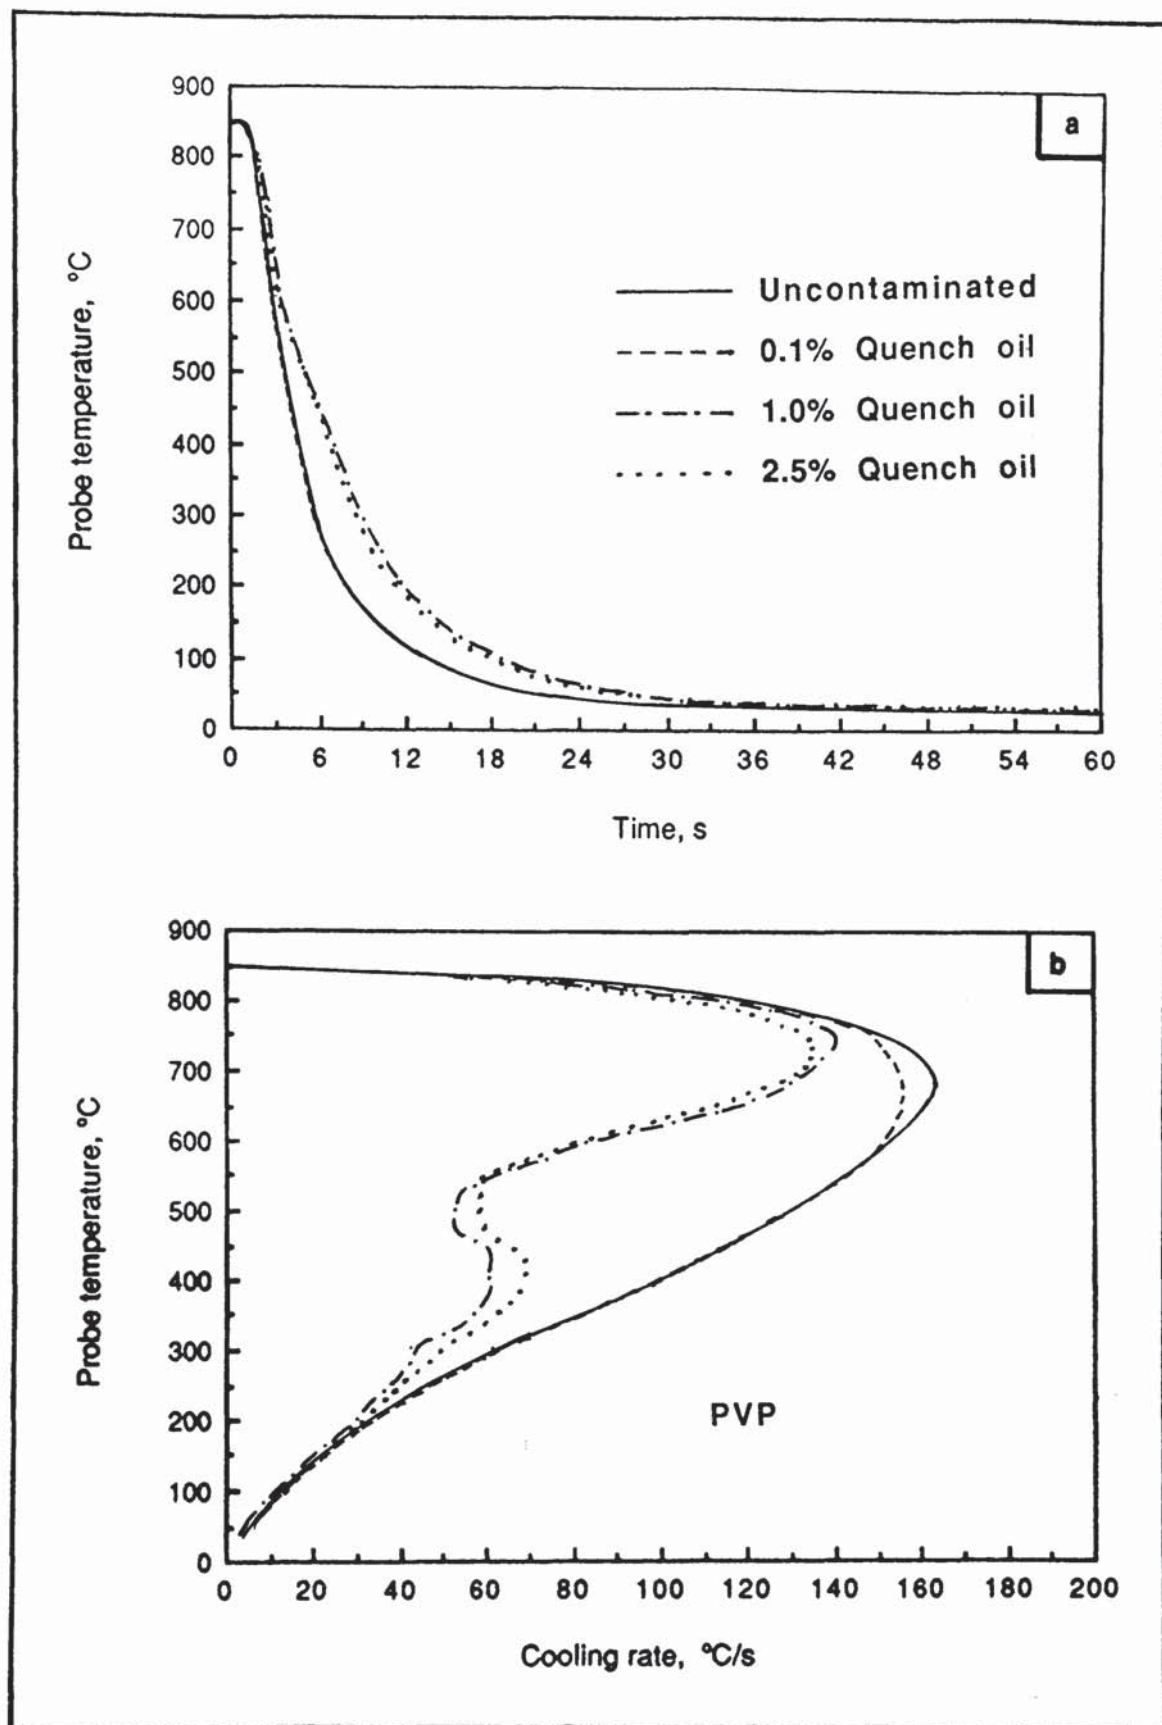 a
900
800
700
600
500
400
300
200
100
0
Probe temperature, °C
Uncontaminated
0.1% Quench oil
1.0% Quench oil
2.5% Quench oil
0 6 12 18 24 30 36 42 48 54 60
Time, s
b
900
800
700
600
500
400
300
200
100
0
Probe temperature, °C
PVP
0 20 40 60 80 100 120 140 160 180 200
Cooling rate, °C/s